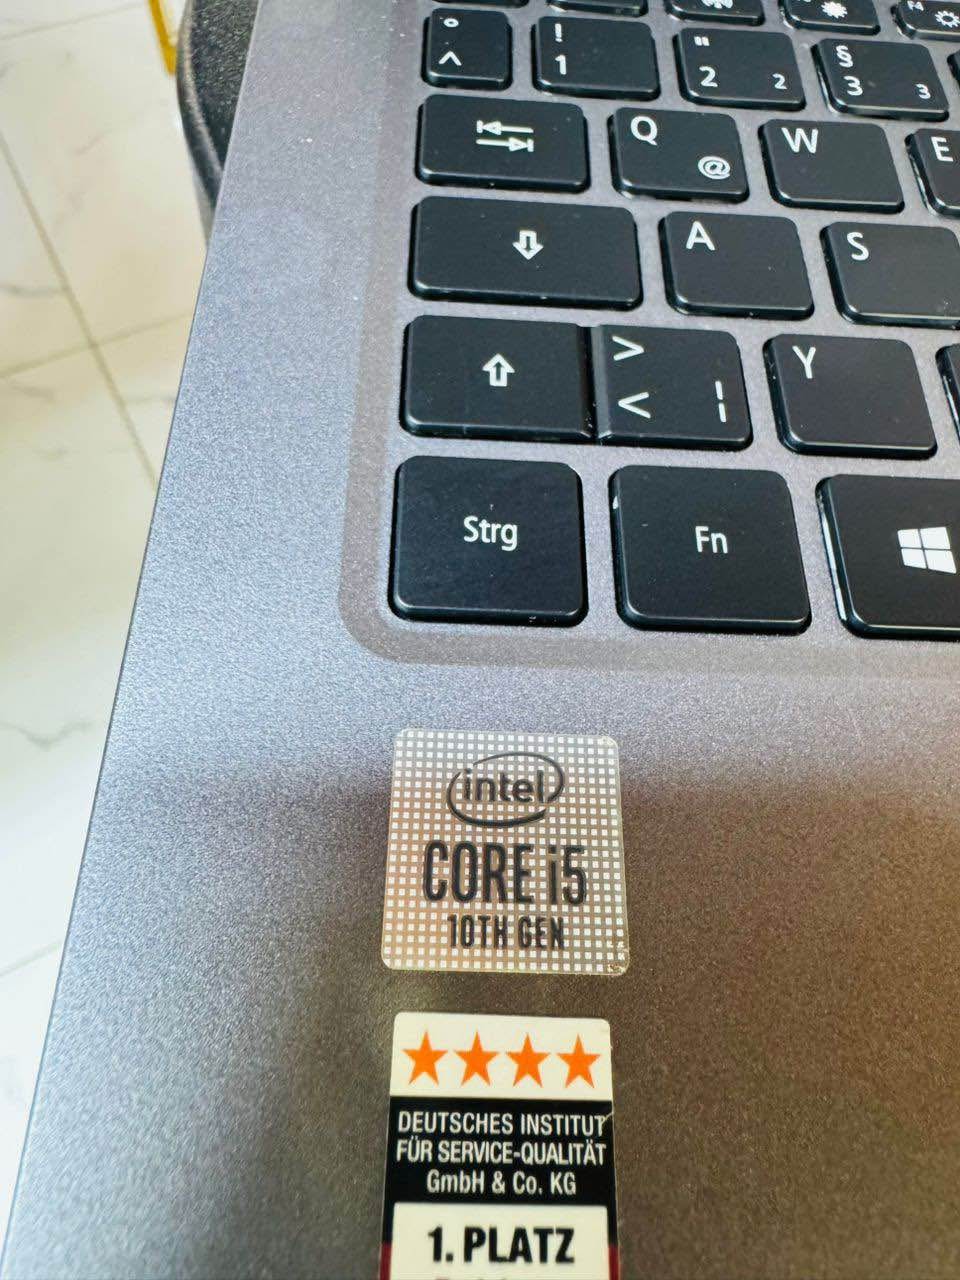 F4
° ! " § 
^ 1 2 2 3 3
Q @ W E
A S
> < | Y
Strg Fn
intel
CORE i5
10TH GEN
DEUTSCHES INSTITUT
FÜR SERVICE-QUALITÄT
GmbH & Co. KG
1. PLATZ